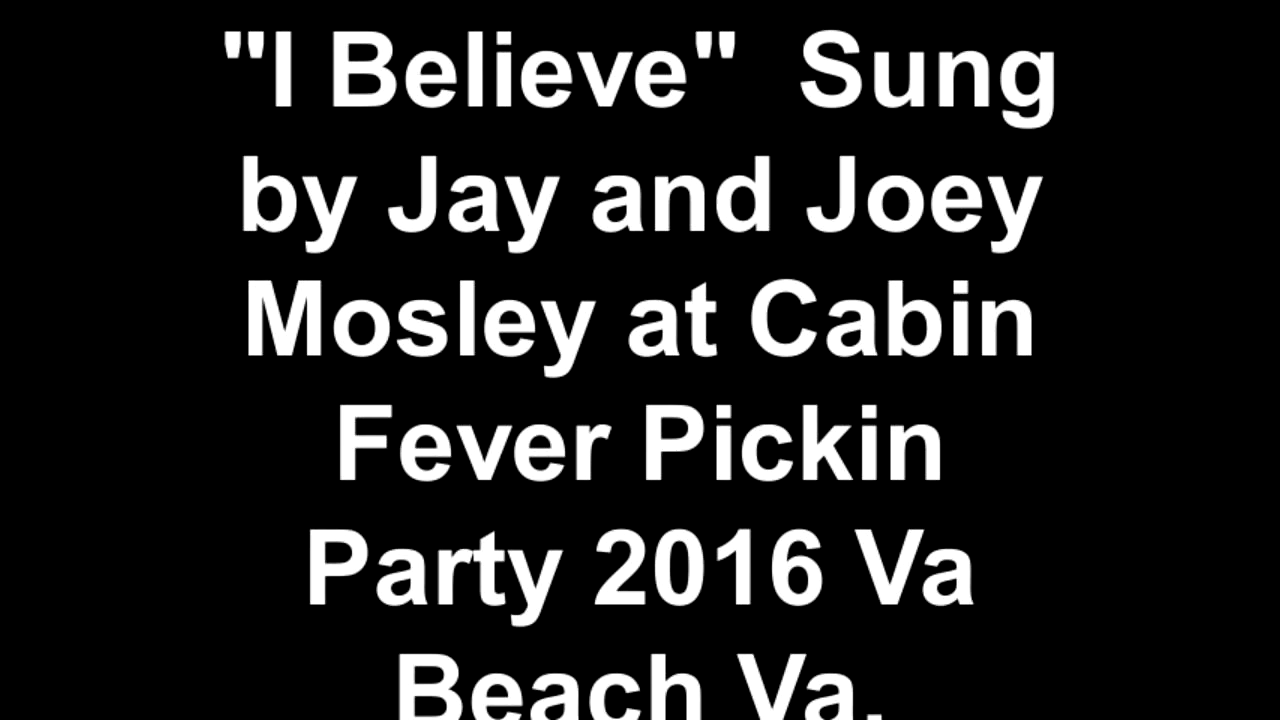 "I Believe"  Sung
by Jay and Joey
Mosley at Cabin
Fever Pickin
Party 2016 Va
Beach Va.